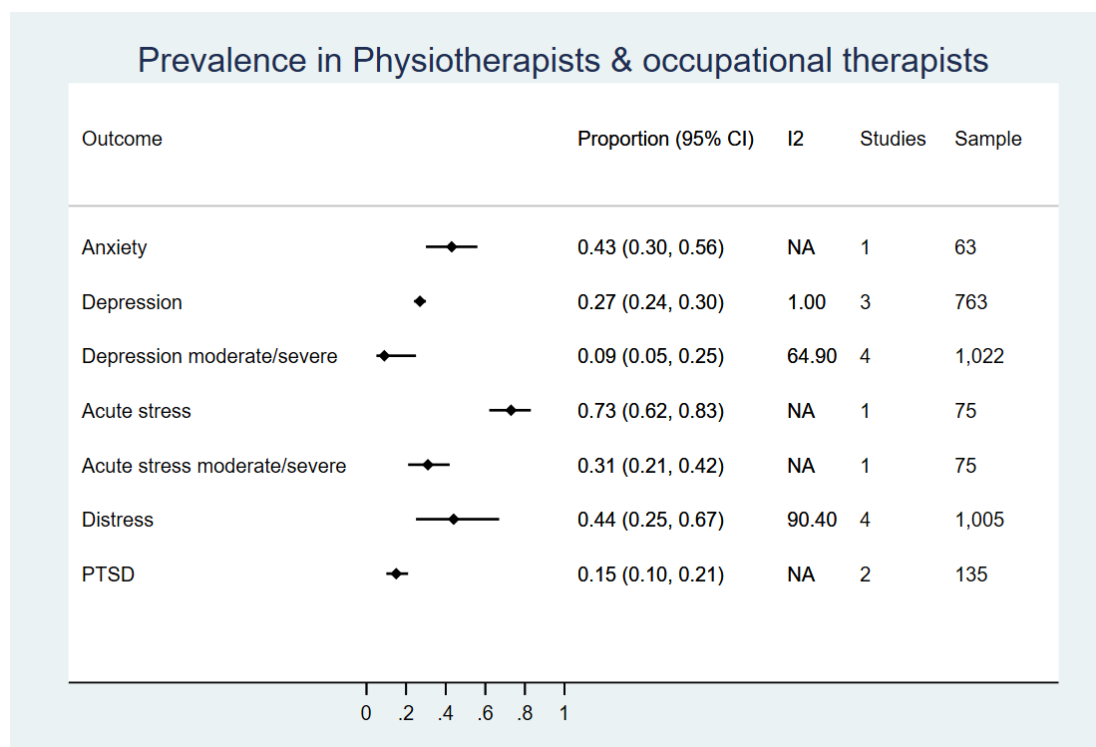 Prevalence in Physiotherapists & occupational therapists
Outcome Proportion (95% CI) I2 Studies Sample
Anxiety 0.43 (0.30, 0.56) NA 1 63
Depression 0.27 (0.24, 0.30) 1.00 3 763
Depression moderate/severe 0.09 (0.05, 0.25) 64.90 4 1,022
Acute stress 0.73 (0.62, 0.83) NA 1 75
Acute stress moderate/severe 0.31 (0.21, 0.42) NA 1 75
Distress 0.44 (0.25, 0.67) 90.40 4 1,005
PTSD 0.15 (0.10, 0.21) NA 2 135
0 .2 .4 .6 .8 1